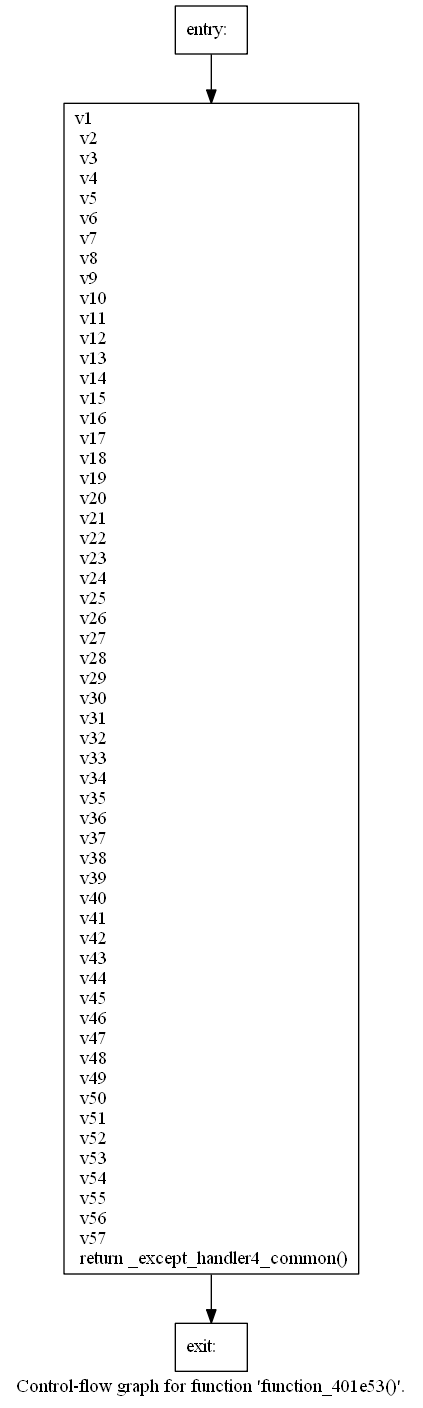 entry:
v1
v2
v3
v4
v5
v6
v7
v8
v9
v10
v11
v12
v13
v14
v15
v16
v17
v18
v19
v20
v21
v22
v23
v24
v25
v26
v27
v28
v29
v30
v31
v32
v33
v34
v35
v36
v37
v38
v39
v40
v41
v42
v43
v44
v45
v46
v47
v48
v49
v50
v51
v52
v53
v54
v55
v56
v57
return _except_handler4_common()
exit:
Control-flow graph for function 'function_401e53()'.